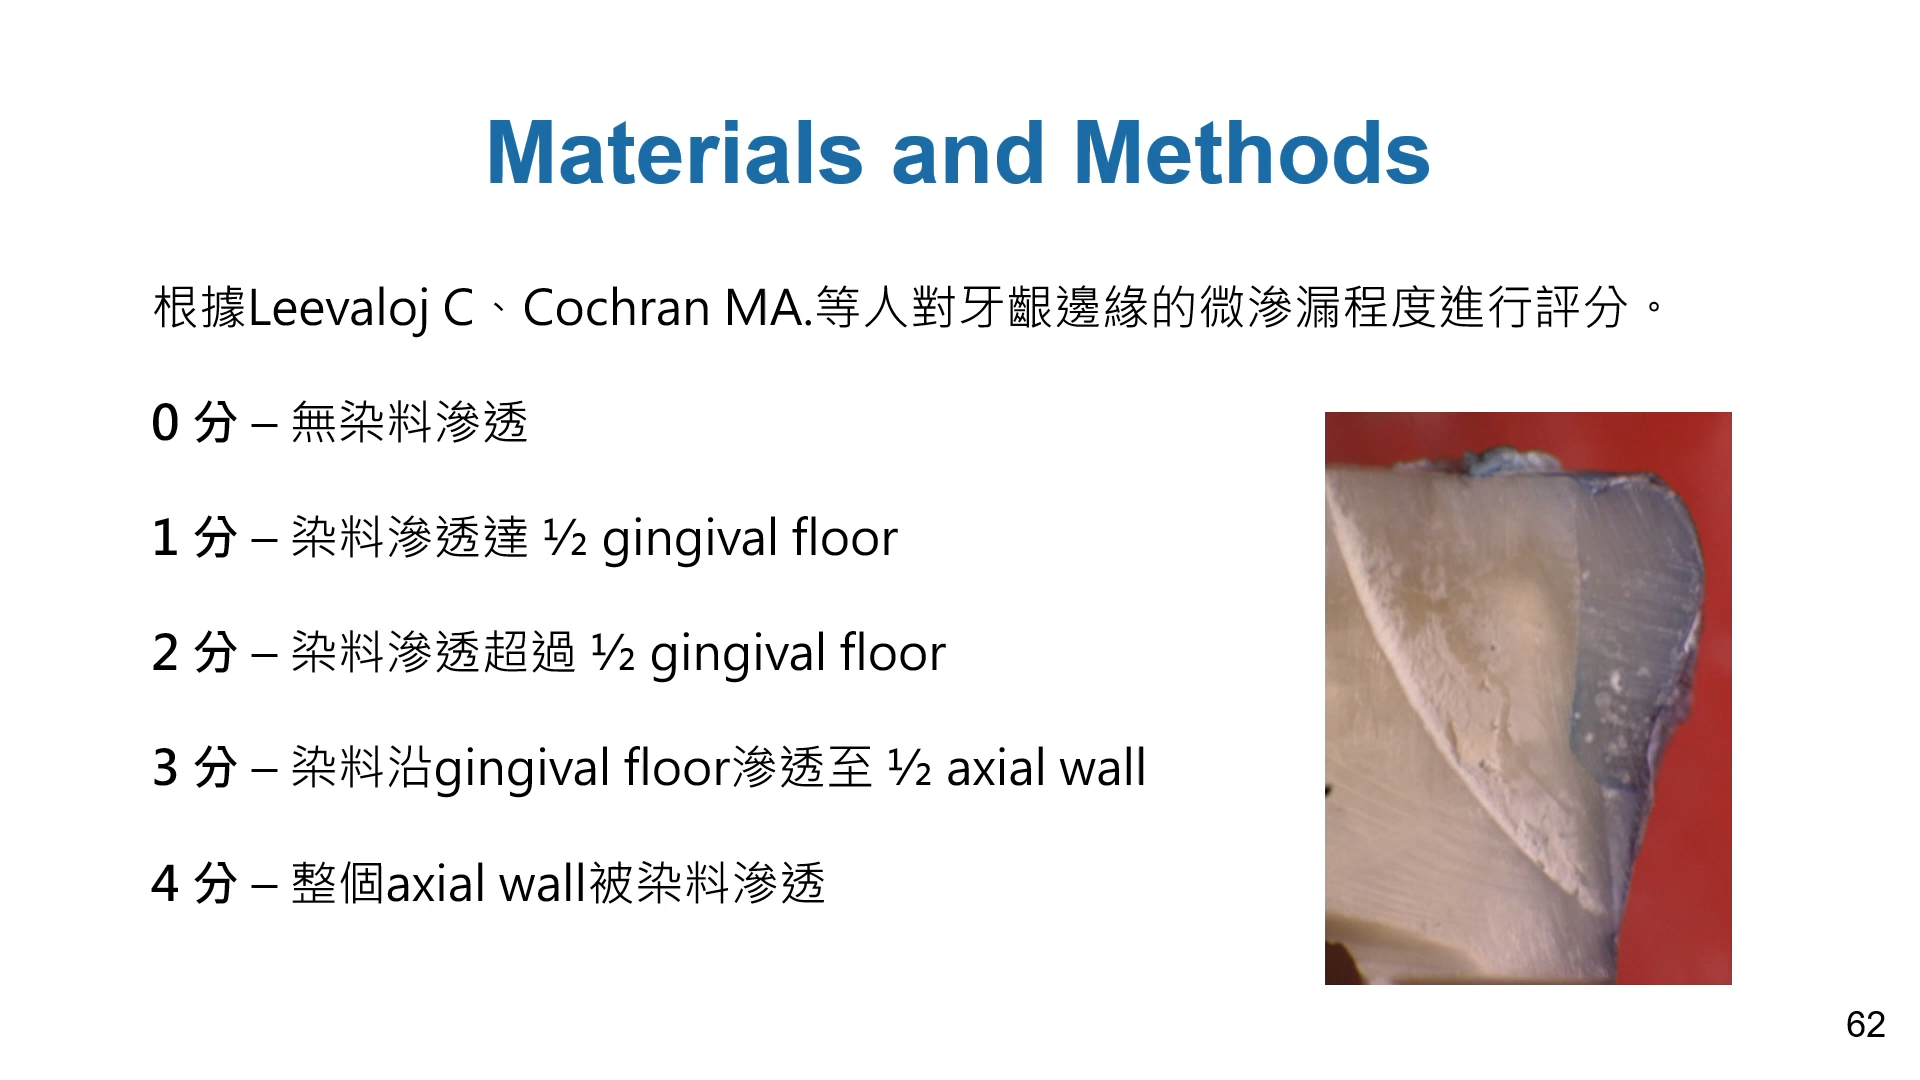 Materials and Methods
根據Leevaloj C、Cochran MA.等人對牙齦邊緣的微滲漏程度進行評分。
0 分 – 無染料滲透
1 分 – 染料滲透達 ½ gingival floor
2 分 – 染料滲透超過 ½ gingival floor
3 分 – 染料沿gingival floor滲透至 ½ axial wall
4 分 – 整個axial wall被染料滲透
62